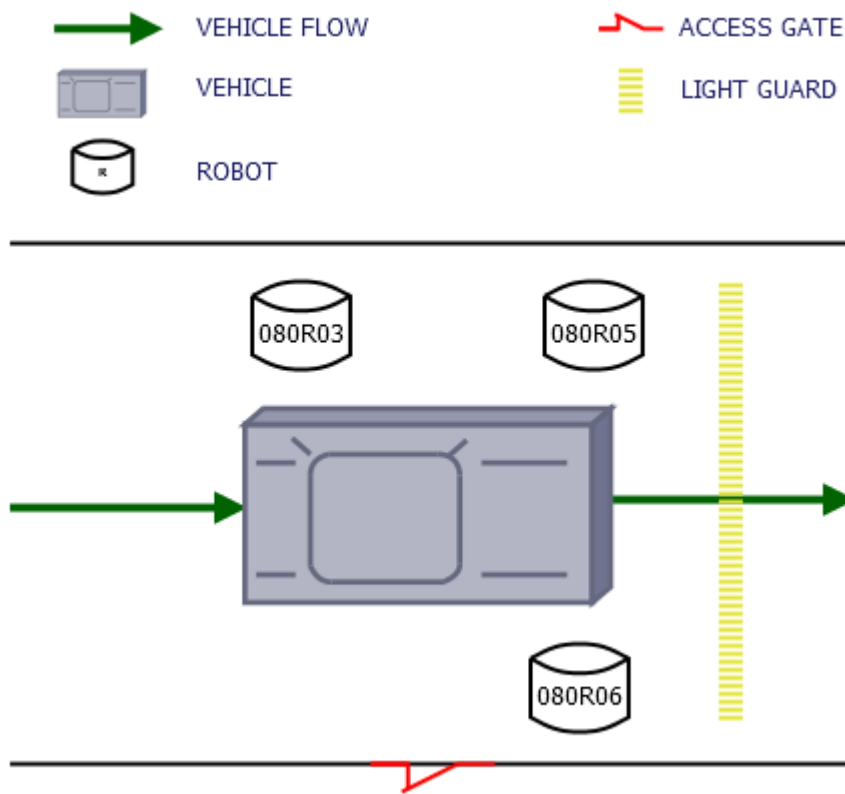 VEHICLE FLOW
ACCESS GATE
VEHICLE
LIGHT GUARD
R
ROBOT
080R03
080R05
080R06